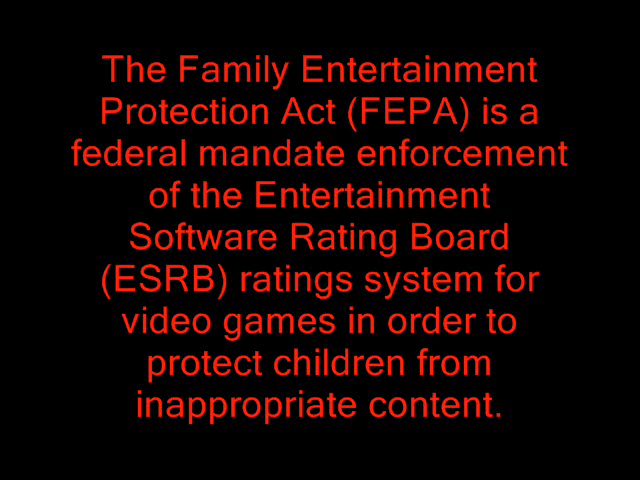 The Family Entertainment
Protection Act (FEPA) is a
federal mandate enforcement
of the Entertainment
Software Rating Board
(ESRB) ratings system for
video games in order to
protect children from
inappropriate content.